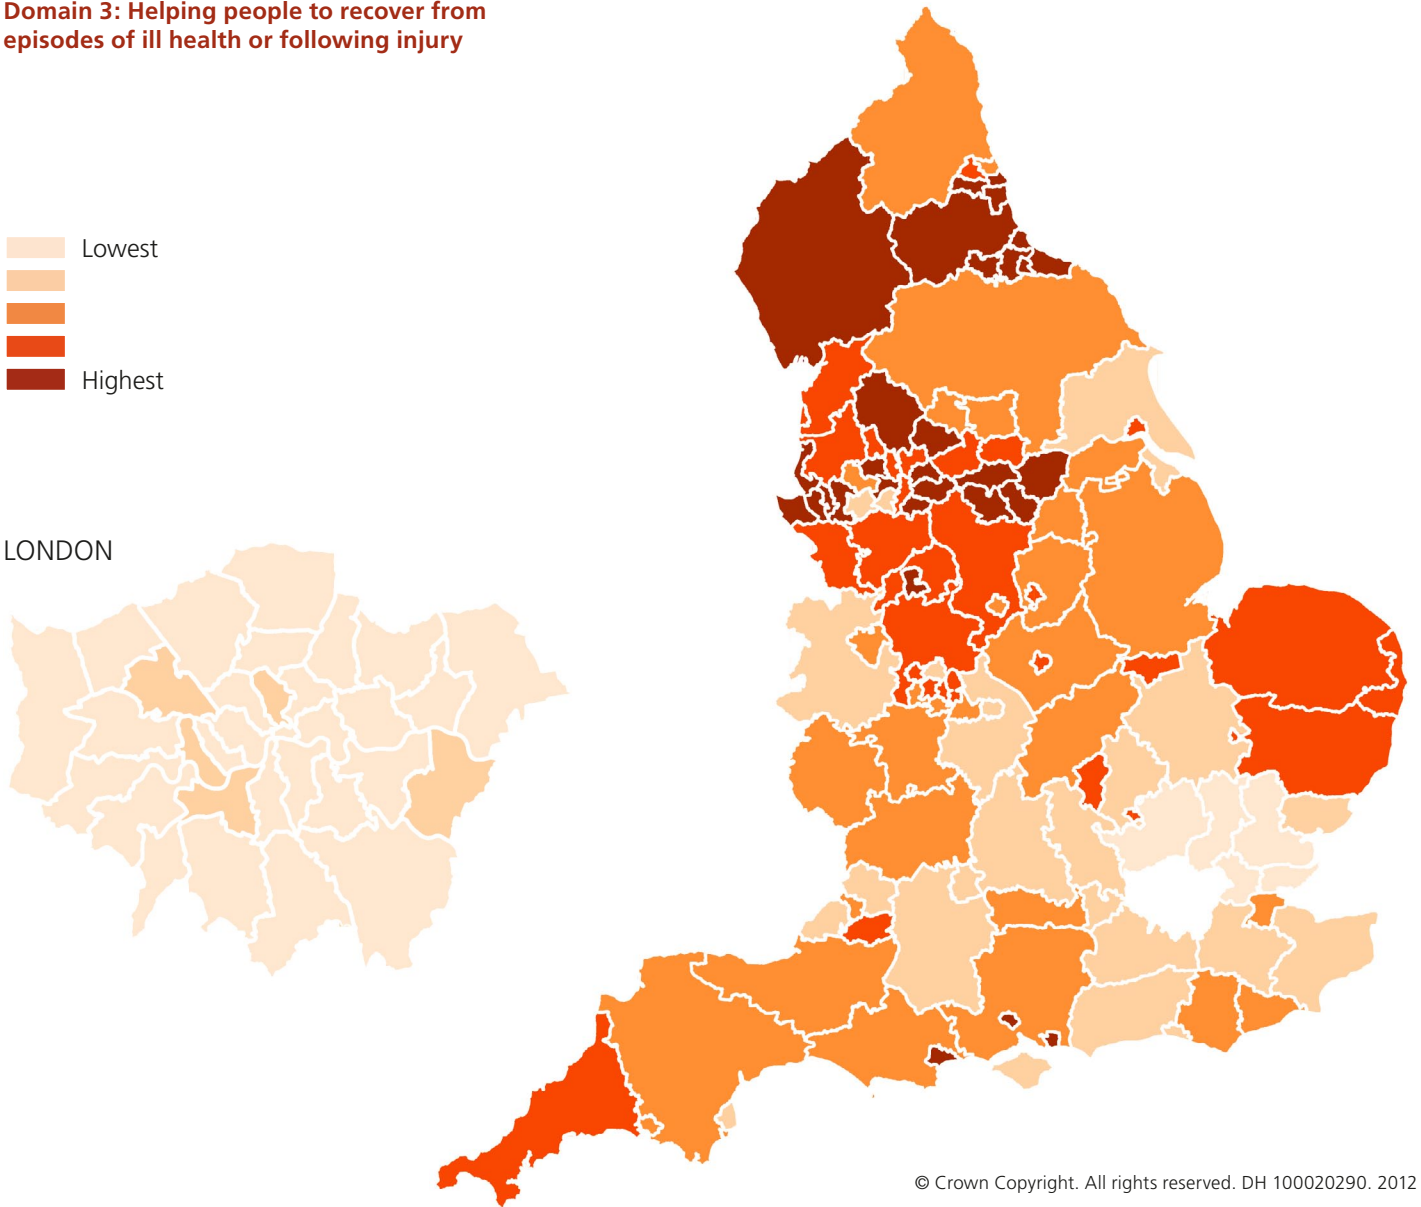 Domain 3: Helping people to recover from
episodes of ill health or following injury
Lowest
Highest
LONDON
© Crown Copyright. All rights reserved. DH 100020290. 2012